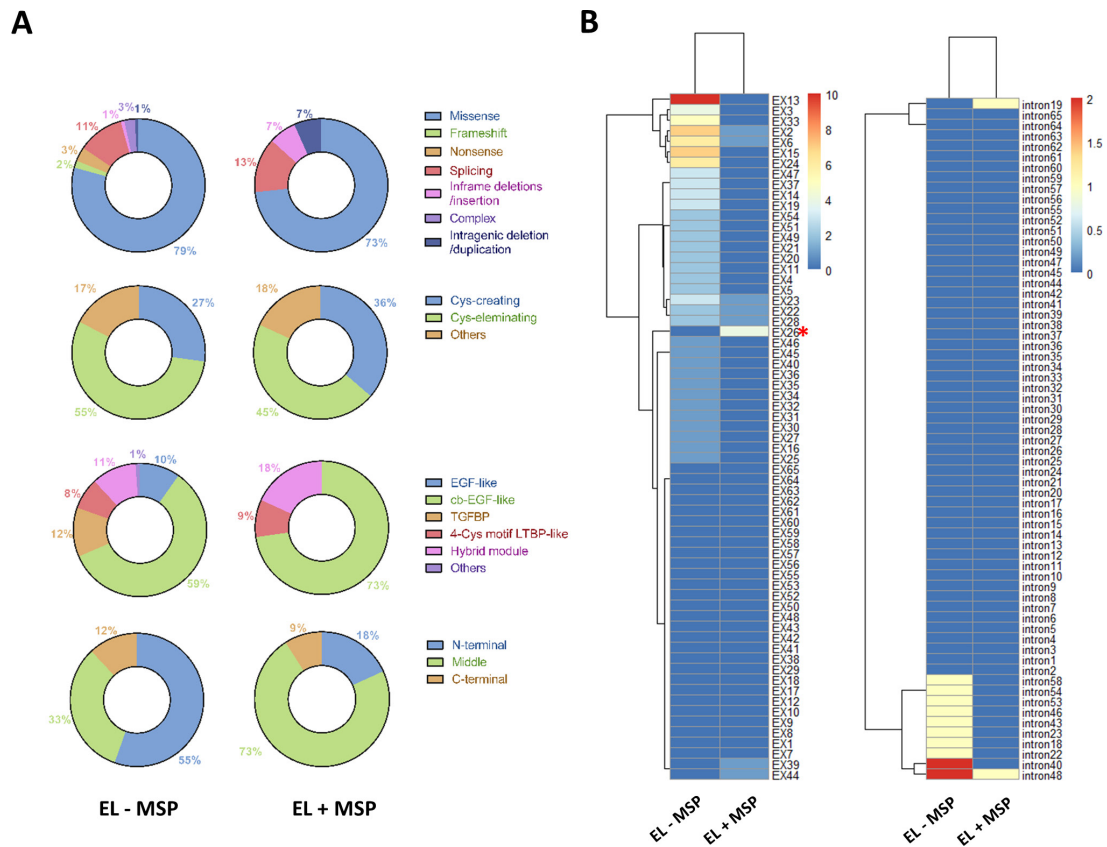 A
3%
1%
1%
11%
3%
2%
79%
7%
7%
13%
73%
Missense
Frameshift
Nonsense
Splicing
Inframe deletions
/insertion
Complex
Intragenic deletion
/duplication
17%
27%
55%
18%
36%
45%
Cys-creating
Cys-eleminating
Others
1%
11%
10%
8%
12%
59%
18%
9%
73%
EGF-like
cb-EGF-like
TGFBP
4-Cys motif LTBP-like
Hybrid module
Others
12%
33%
55%
9%
18%
73%
N-terminal
Middle
C-terminal
EL - MSP
EL + MSP
B
EX13
EX3
EX33
EX2
EX6
EX15
EX24
EX47
EX37
EX14
EX19
EX54
EX51
EX49
EX21
EX20
EX11
EX4
EX5
EX23
EX22
EX28
EX26*
EX46
EX45
EX40
EX36
EX35
EX34
EX32
EX31
EX30
EX27
EX16
EX25
EX65
EX64
EX63
EX62
EX61
EX60
EX59
EX58
EX57
EX56
EX55
EX53
EX52
EX50
EX48
EX43
EX42
EX41
EX38
EX29
EX18
EX17
EX12
EX10
EX9
EX8
EX1
EX7
EX39
EX44
10
8
6
4
2
0
EL - MSP
EL + MSP
intron19
intron65
intron64
intron63
intron62
intron61
intron60
intron59
intron57
intron56
intron55
intron52
intron51
intron50
intron49
intron47
intron45
intron44
intron42
intron41
intron39
intron38
intron37
intron36
intron35
intron34
intron33
intron32
intron31
intron30
intron29
intron28
intron27
intron26
intron25
intron24
intron21
intron20
intron17
intron16
intron15
intron14
intron13
intron12
intron11
intron10
intron9
intron8
intron7
intron6
intron5
intron4
intron3
intron1
intron2
intron58
intron54
intron53
intron46
intron43
intron23
intron18
intron22
intron40
intron48
2
1.5
1
0.5
0
EL - MSP
EL + MSP